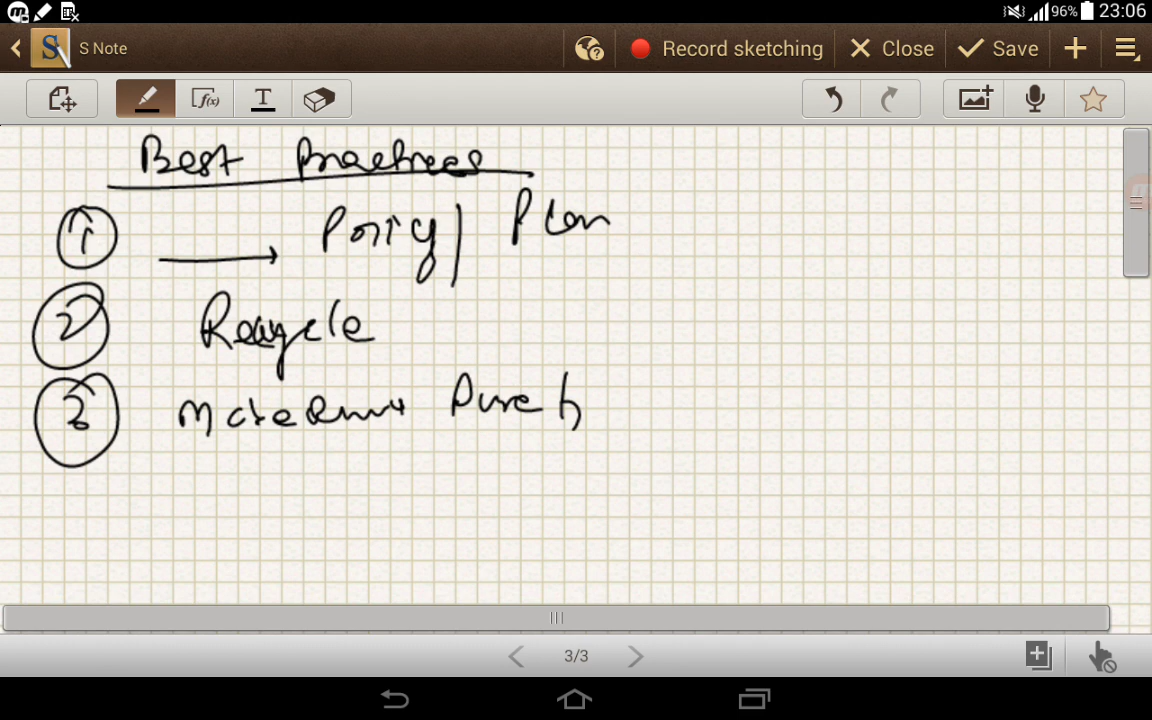 96% 23:06
S Note Record sketching Close Save
f(x) T
Best Practices
1 → Policy | Plan
2 Recycle
3 Purch
3/3